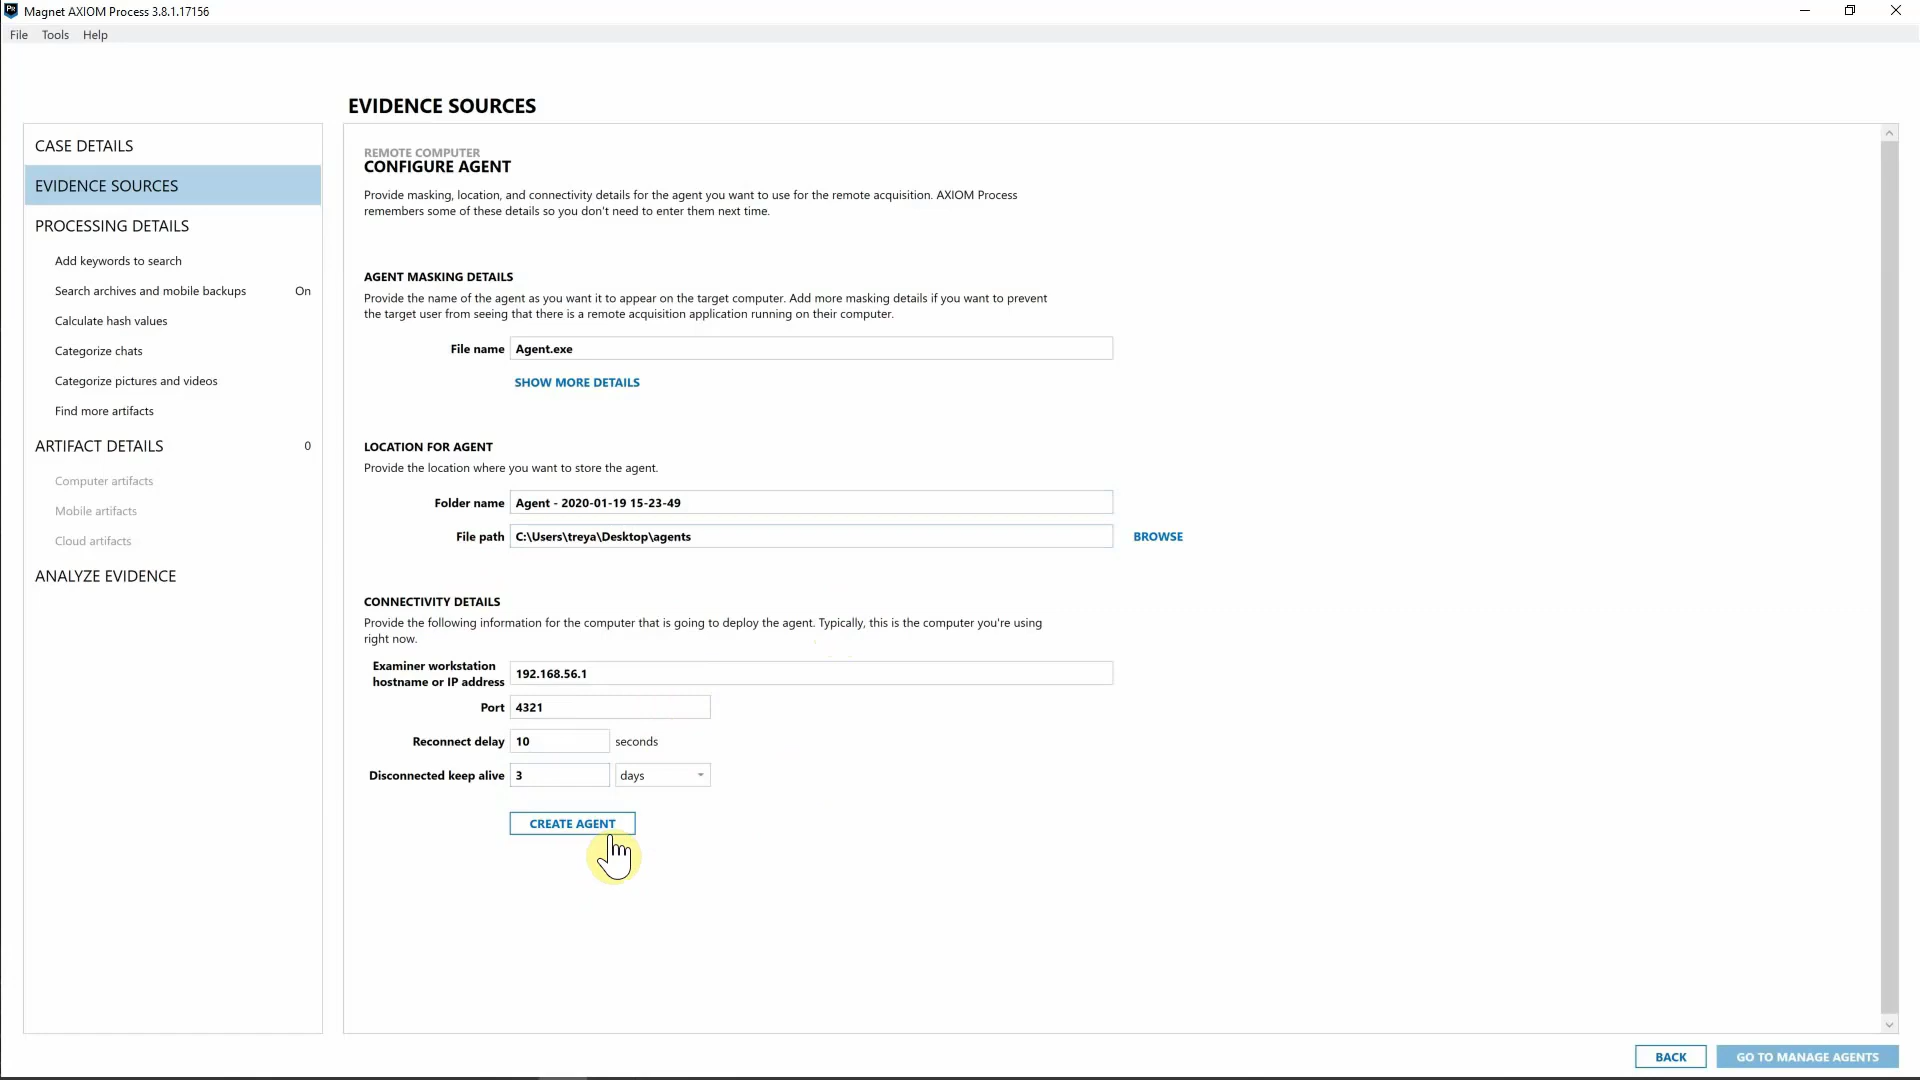 Magnet AXIOM Process 3.8.1.17156
File Tools Help
EVIDENCE SOURCES
CASE DETAILS
EVIDENCE SOURCES
PROCESSING DETAILS
Add keywords to search
Search archives and mobile backups On
Calculate hash values
Categorize chats
Categorize pictures and videos
Find more artifacts
ARTIFACT DETAILS 0
Computer artifacts
Mobile artifacts
Cloud artifacts
ANALYZE EVIDENCE
REMOTE COMPUTER
CONFIGURE AGENT
Provide masking, location, and connectivity details for the agent you want to use for the remote acquisition. AXIOM Process
remembers some of these details so you don't need to enter them next time.
AGENT MASKING DETAILS
Provide the name of the agent as you want it to appear on the target computer. Add more masking details if you want to prevent
the target user from seeing that there is a remote acquisition application running on their computer.
File name Agent.exe
SHOW MORE DETAILS
LOCATION FOR AGENT
Provide the location where you want to store the agent.
Folder name Agent - 2020-01-19 15-23-49
File path C:\Users\treya\Desktop\agents BROWSE
CONNECTIVITY DETAILS
Provide the following information for the computer that is going to deploy the agent. Typically, this is the computer you're using
right now.
Examiner workstation
hostname or IP address 192.168.56.1
Port 4321
Reconnect delay 10 seconds
Disconnected keep alive 3 days
CREATE AGENT
BACK GO TO MANAGE AGENTS